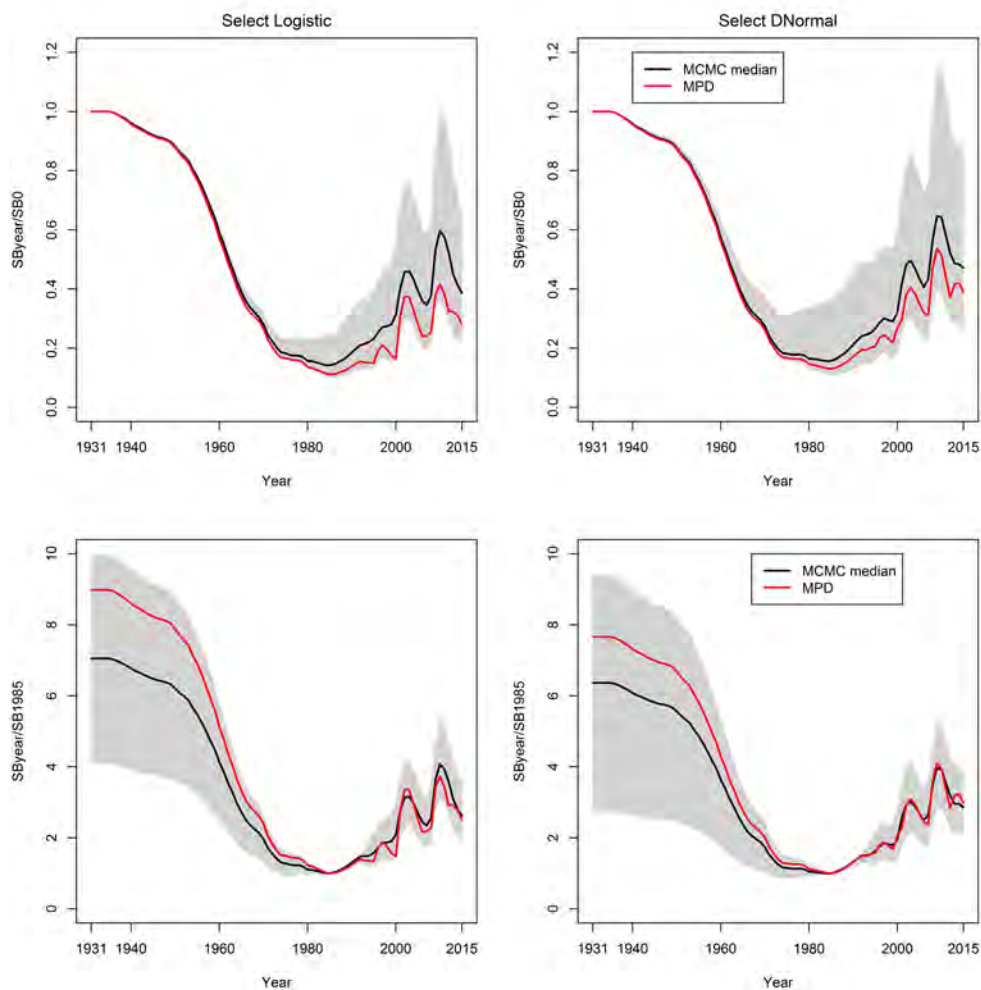 Select Logistic
Select DNormal
SByear/SB0
0.0 0.2 0.4 0.6 0.8 1.0 1.2
1931 1940 1960 1980 2000 2015
Year
SByear/SB0
0.0 0.2 0.4 0.6 0.8 1.0 1.2
MCMC median
MPD
1931 1940 1960 1980 2000 2015
Year
SByear/SB1985
0 2 4 6 8 10
1931 1940 1960 1980 2000 2015
Year
SByear/SB1985
0 2 4 6 8 10
MCMC median
MPD
1931 1940 1960 1980 2000 2015
Year